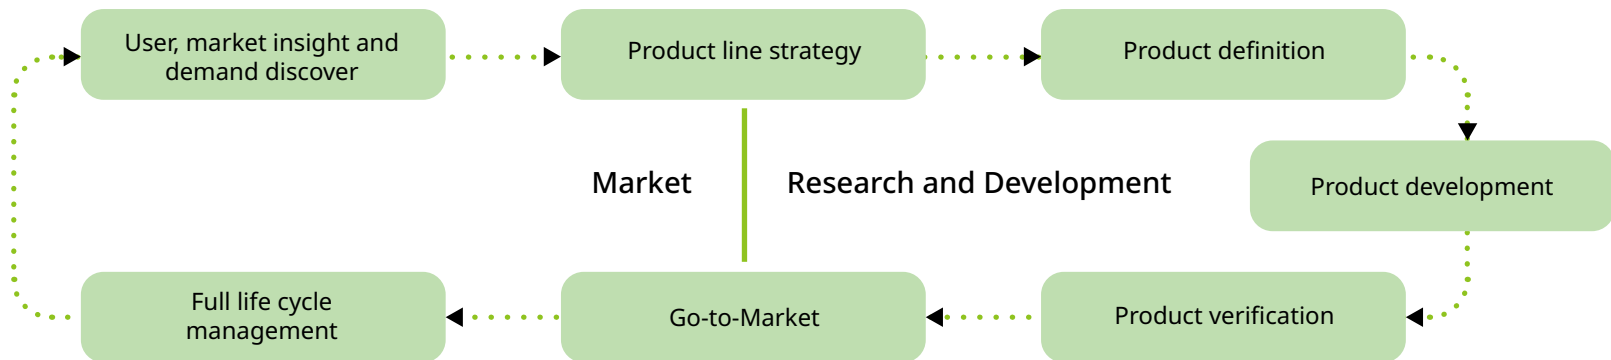 User, market insight and
demand discover
Product line strategy
Product definition
Market
Research and Development
Product development
Full life cycle
management
Go-to-Market
Product verification